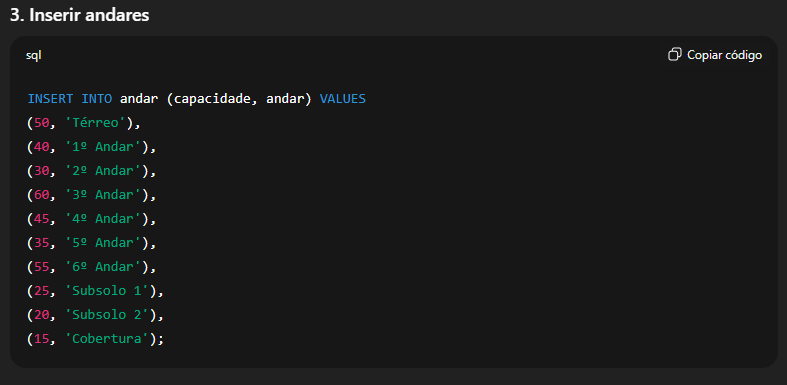 3. Inserir andares
sql
Copiar código
INSERT INTO andar (capacidade, andar) VALUES
(50, 'Térreo'),
(40, '1º Andar'),
(30, '2º Andar'),
(60, '3º Andar'),
(45, '4º Andar'),
(35, '5º Andar'),
(55, '6º Andar'),
(25, 'Subsolo 1'),
(20, 'Subsolo 2'),
(15, 'Cobertura');